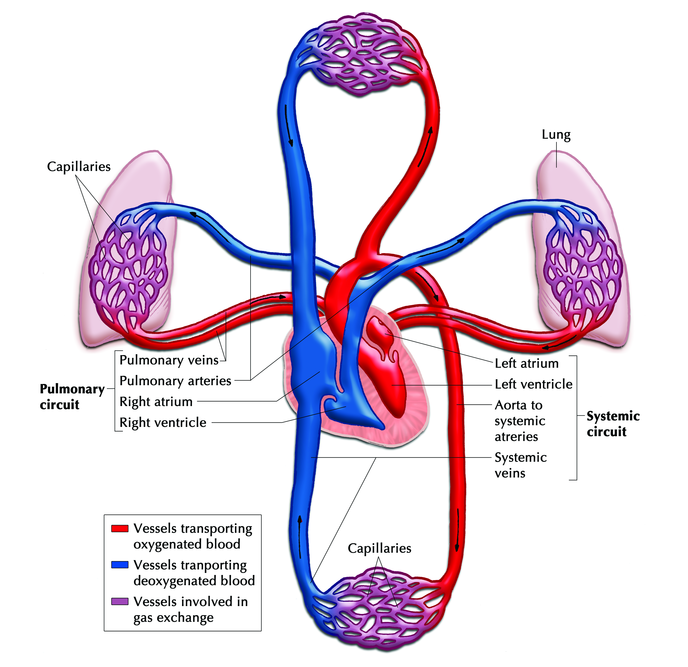 Lung
Capillaries
Pulmonary veins
Pulmonary arteries
Right atrium
Right ventricle
Pulmonary
circuit
Left atrium
Left ventricle
Aorta to
systemic
atreries
Systemic
veins
Systemic
circuit
Capillaries
Vessels transporting
oxygenated blood
Vessels tranporting
deoxygenated blood
Vessels involved in
gas exchange